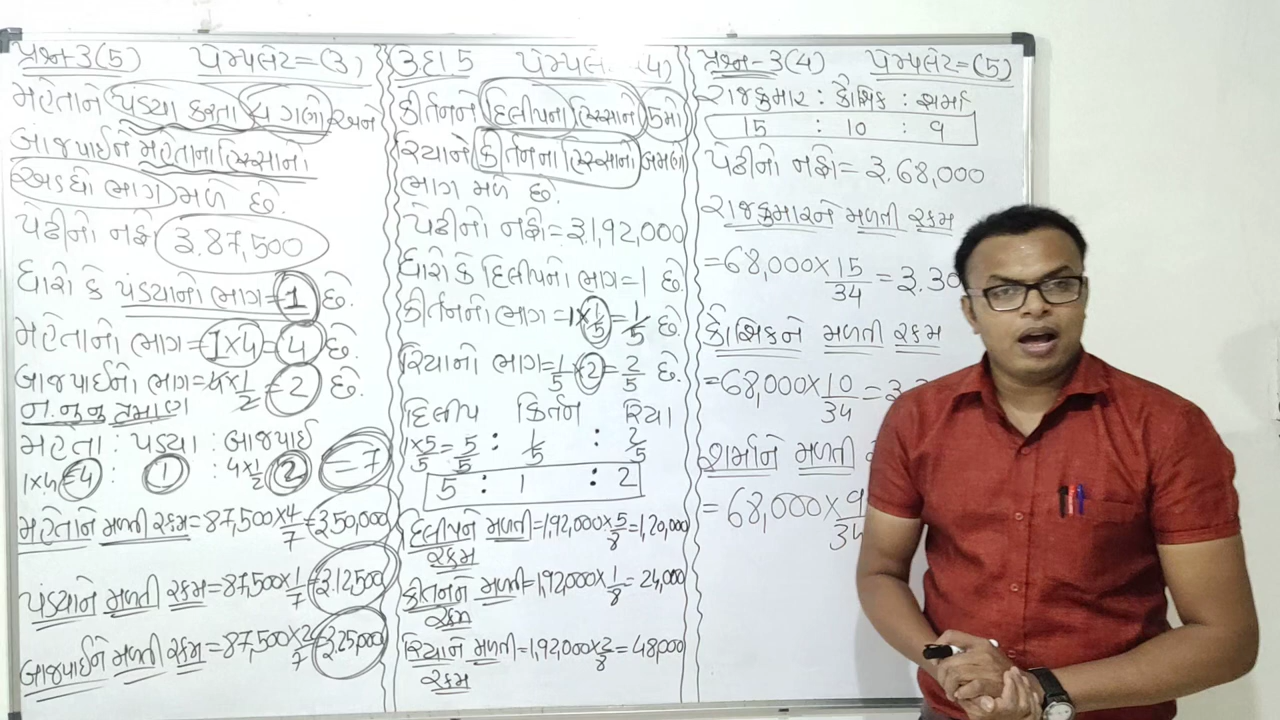 પ્રશ્ન-3(5) પેમ્પલેટ=(3)
મહેતાને પંડ્યા કરતા ૪ ગણો અને
બાજપાઈને મહેતાના હિસ્સાનો
અડધો ભાગ મળે છે.
પેઢીનો નફો રૂ.87,500
ધારો કે પંડ્યાનો ભાગ=1 છે.
મહેતાનો ભાગ=1×4=4 છે.
બાજપાઈનો ભાગ=4×1/2=2 છે.
ન.નુ.નુ પ્રમાણ
મહેતા : પંડ્યા : બાજપાઈ
1×4=4 : 1 : 4×1/2=2 =7
મહેતાને મળતી રકમ=87,500×4/7=રૂ.50,000
પંડ્યાને મળતી રકમ=87,500×1/7=રૂ.12,500
બાજપાઈને મળતી રકમ=87,500×2/7=રૂ.25,000
ઉદા 5 પેમ્પલે (4)
કીર્તનને દિલીપના હિસ્સાનો 5મો
રિયાને કીર્તનના હિસ્સાનો બમણો
ભાગ મળે છે.
પેઢીનો નફો=રૂ.1,92,000
ધારો કે દિલીપનો ભાગ=1 છે.
કીર્તનનો ભાગ=1×1/5=1/5 છે.
રિયાનો ભાગ=1/5×2=2/5 છે.
દિલીપ કિર્તન રિયા
1×5/5=5/5 : 1/5 : 2/5
5 : 1 : 2
દિલીપને મળતી રકમ=1,92,000×5/8=1,20,000
કીર્તનને મળતી રકમ=1,92,000×1/8=24,000
રિયાને મળતી રકમ=1,92,000×2/8=48,000
પ્રશ્ન-3(4) પેમ્પલેટ=(5)
રાજકુમાર : કૌશિક : શર્મા
15 : 10 : 9
પેઢીનો નફો=રૂ.68,000
રાજકુમારને મળતી રકમ
=68,000×15/34=રૂ.30
કૌશિકને મળતી રકમ
=68,000×10/34=રૂ.2
શર્માને મળતી
=68,000×9/34